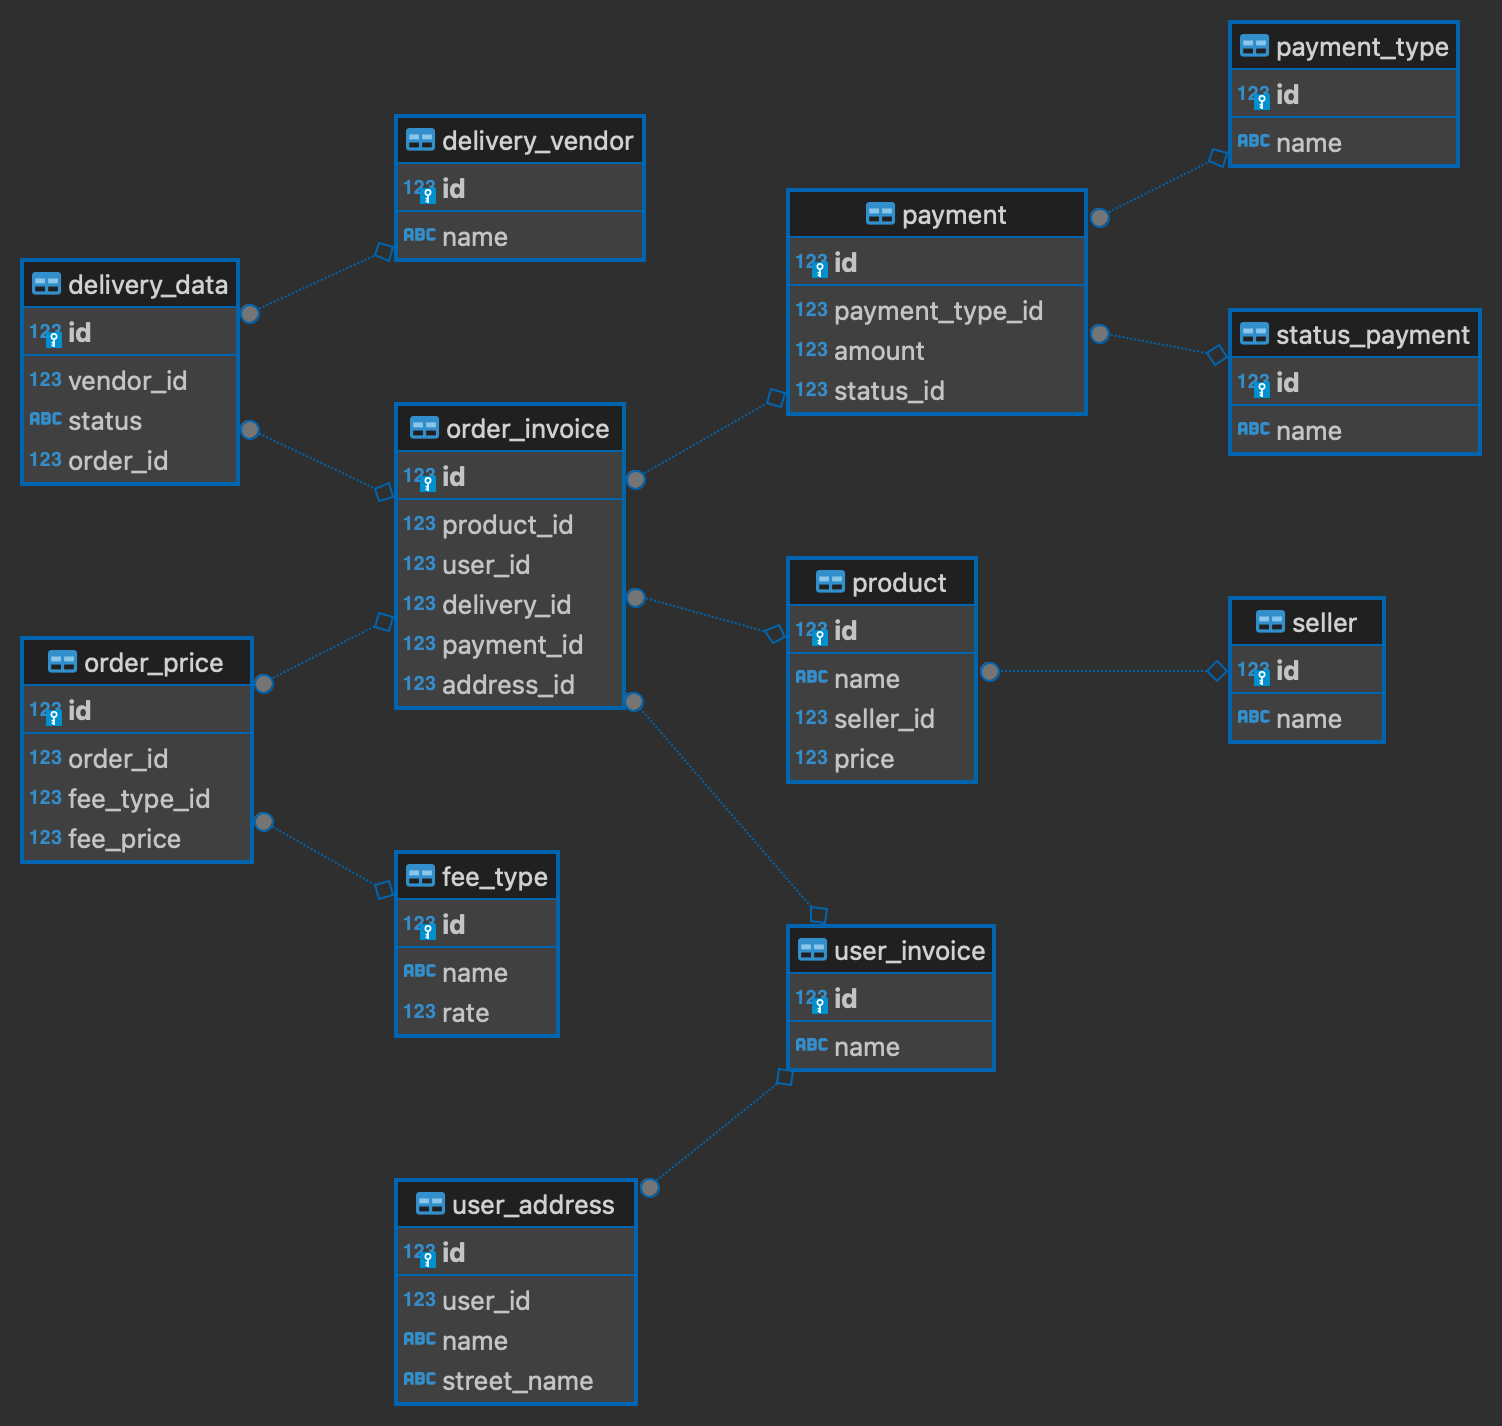 payment_type
123 id
ABC name
delivery_vendor
123 id
ABC name
payment
123 id
123 payment_type_id
123 amount
123 status_id
delivery_data
123 id
123 vendor_id
ABC status
123 order_id
status_payment
123 id
ABC name
order_invoice
123 id
123 product_id
123 user_id
123 delivery_id
123 payment_id
123 address_id
product
123 id
ABC name
123 seller_id
123 price
seller
123 id
ABC name
order_price
123 id
123 order_id
123 fee_type_id
123 fee_price
fee_type
123 id
ABC name
123 rate
user_invoice
123 id
ABC name
user_address
123 id
123 user_id
ABC name
ABC street_name